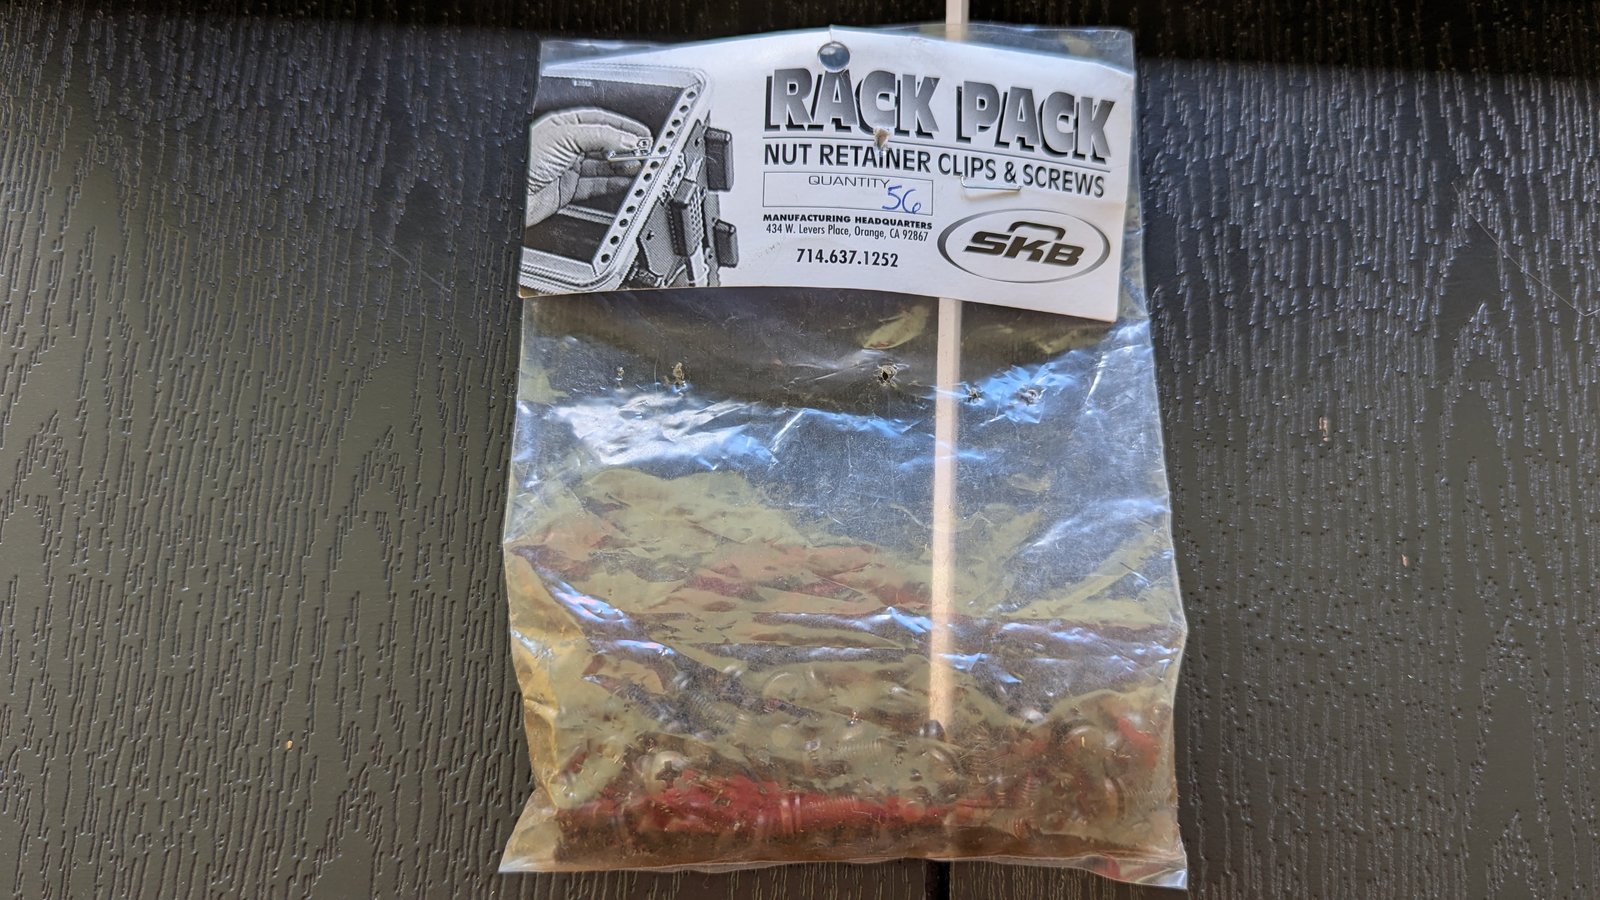 RACK PACK
NUT RETAINER CLIPS & SCREWS
QUANTITY 56
MANUFACTURING HEADQUARTERS
434 W. Levers Place, Orange, CA 92867
714.637.1252
SKB